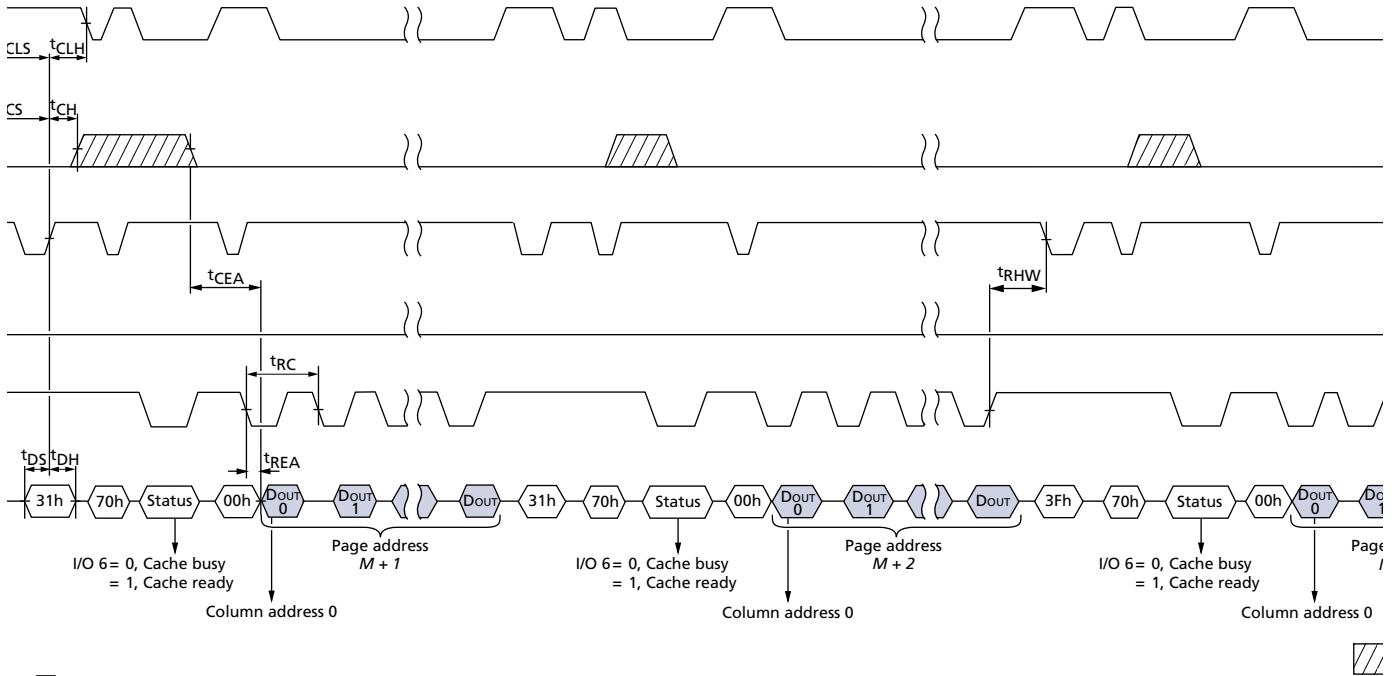 CLS tCLH
CS tCH
tCEA
tRHW
tRC
tDS tDH
tREA
31h 70h Status 00h DOUT 0 DOUT 1 DOUT 31h 70h Status 00h DOUT 0 DOUT 1 DOUT 3Fh 70h Status 00h DOUT 0
Page address M + 1
Page address M + 2
I/O 6 = 0, Cache busy
= 1, Cache ready
I/O 6 = 0, Cache busy
= 1, Cache ready
I/O 6 = 0, Cache busy
= 1, Cache ready
Column address 0
Column address 0
Column address 0